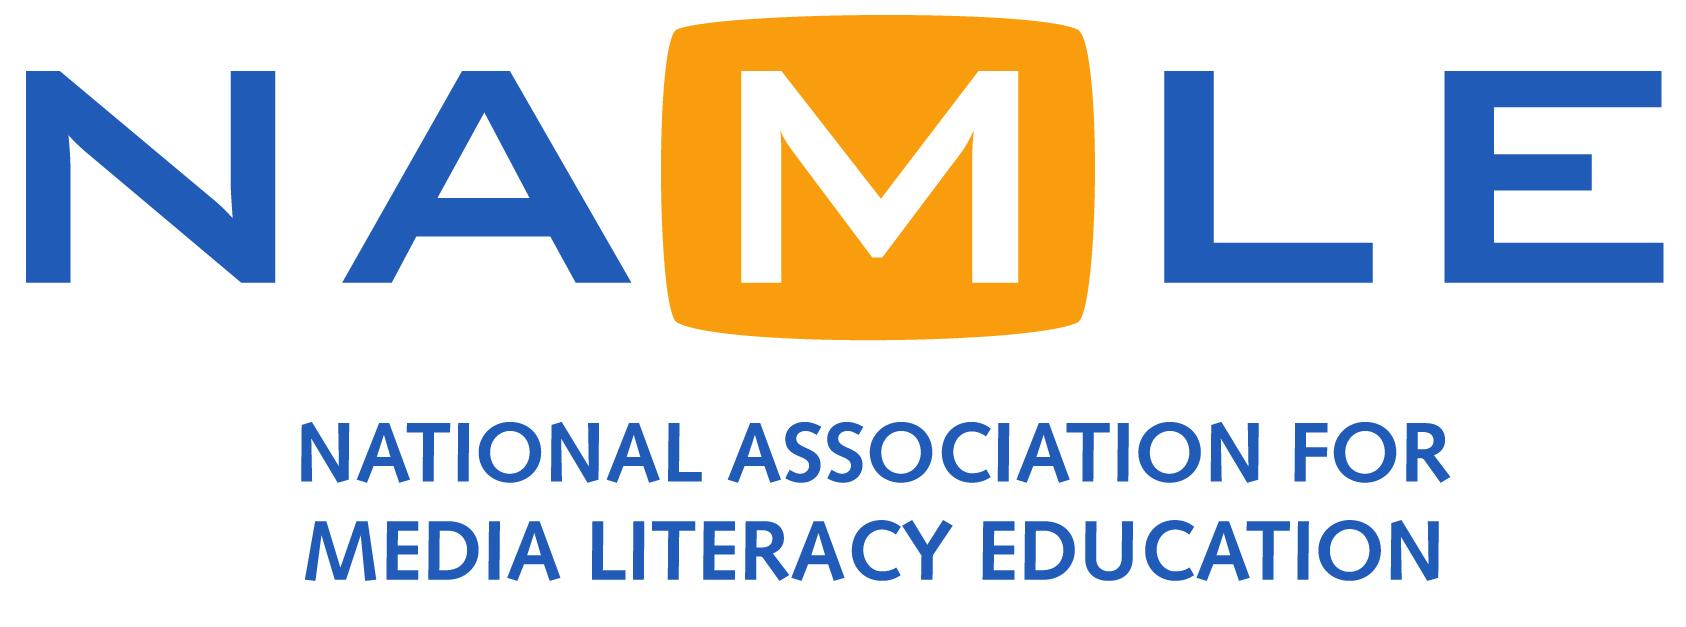 NAMLE
NATIONAL ASSOCIATION FOR
MEDIA LITERACY EDUCATION